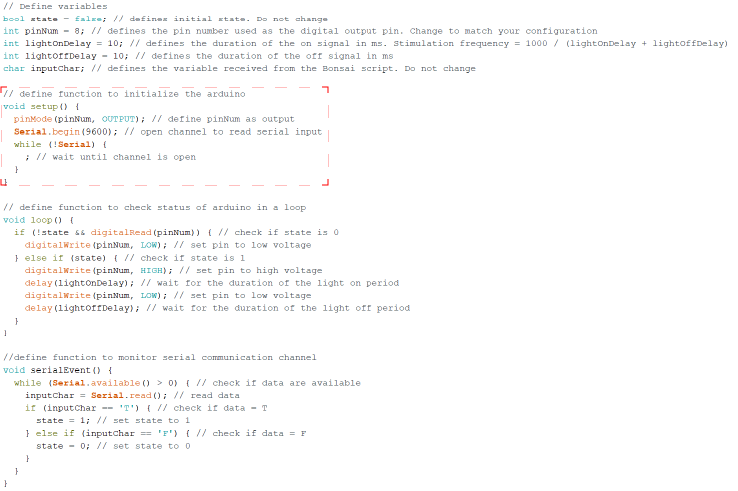 // Define variables
bool state = false; // defines initial state. Do not change
int pinNum = 8; // defines the pin number used as the digital output pin. Change to match your configuration
int lightOnDelay = 10; // defines the duration of the on signal in ms. Stimulation frequency = 1000 / (lightOnDelay + lightOffDelay)
int lightOffDelay = 10; // defines the duration of the off signal in ms
char inputChar; // defines the variable received from the Bonsai script. Do not change
// define function to initialize the arduino
void setup() {
  pinMode(pinNum, OUTPUT); // define pinNum as output
  Serial.begin(9600); // open channel to read serial input
  while (!Serial) {
    ; // wait until channel is open
  }
}
// define function to check status of arduino in a loop
void loop() {
  if (!state && digitalRead(pinNum)) { // check if state is 0
    digitalWrite(pinNum, LOW); // set pin to low voltage
  } else if (state) { // check if state is 1
    digitalWrite(pinNum, HIGH); // set pin to high voltage
    delay(lightOnDelay); // wait for the duration of the light on period
    digitalWrite(pinNum, LOW); // set pin to low voltage
    delay(lightOffDelay); // wait for the duration of the light off period
  }
}
//define function to monitor serial communication channel
void serialEvent() {
  while (Serial.available() > 0) { // check if data are available
    inputChar = Serial.read(); // read data
    if (inputChar == 'T') { // check if data = T
      state = 1; // set state to 1
    } else if (inputChar == 'F') { // check if data = F
      state = 0; // set state to 0
    }
  }
}